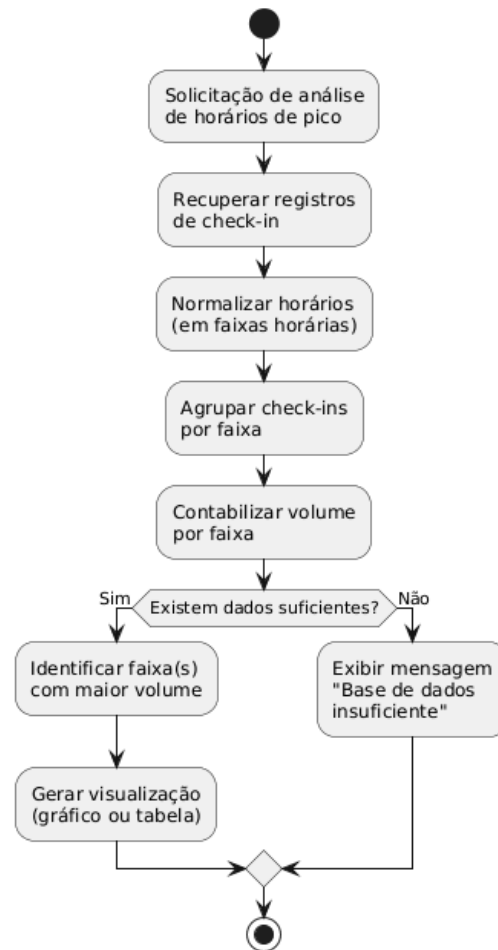 Solicitação de análise
de horários de pico
Recuperar registros
de check-in
Normalizar horários
(em faixas horárias)
Agrupar check-ins
por faixa
Contabilizar volume
por faixa
Sim
Existem dados suficientes?
Não
Identificar faixa(s)
com maior volume
Gerar visualização
(gráfico ou tabela)
Exibir mensagem
"Base de dados
insuficiente"